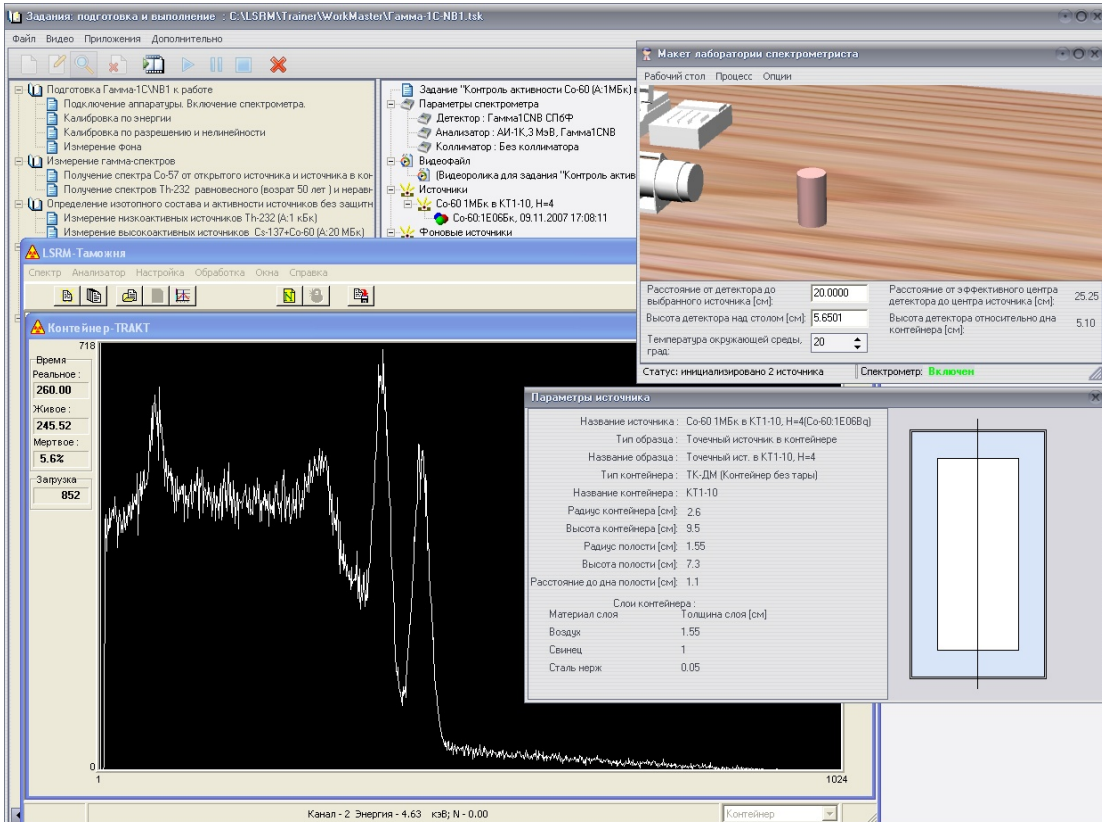 Задания: подготовка и выполнение : C:\LSRM\Trainer\WorkMaster\Гамма-1С-NB1.tsk
Файл Видео Приложения Дополнительно
Подготовка Гамма-1С\NB1 к работе
Подключение аппаратуры. Включение спектрометра.
Калибровка по энергии
Калибровка по разрешению и нелинейности
Измерение фона
Измерение гамма-спектров
Получение спектра Co-57 от открытого источника и источника в кон
Получение спектров Th-232 равновесного (возрат 50 лет ) и неравн
Определение изотопного состава и активности источников без защитн
Измерение низкоактивных источников Th-232 (А:1 кБк)
Измерение высокоактивных источников Cs-137+Co-60 (А:20 МБк)
Задание "Контроль активности Co-60 (А:1МБк) в
Параметры спектрометра
Детектор : Гамма1СNB СПбФ
Анализатор : АИ-1К,3 МэВ, Гамма1СNB
Коллиматор : Без коллиматора
Видеофайл
(Видеоролика для задания "Контроль актив
Источники
Co-60 1МБк в КТ1-10, Н=4
Co-60:1E06Бк, 09.11.2007 17:08:11
Фоновые источники
Макет лаборатории спектрометриста
Рабочий стол Процесс Опции
Расстояние от детектора до выбранного источника [см]: 20.0000
Расстояние от эффективного центра детектора до центра источника [см]: 25.25
Высота детектора над столом [см]: 5.6501
Высота детектора относительно дна контейнера [см]: 5.10
Температура окружающей среды, град: 20
Статус: инициализировано 2 источника
Спектрометр: Включен
LSRM-Таможня
Спектр Анализатор Настройка Обработка Окна Справка
Контейнер-TRAKT
718
Время
Реальное :
260.00
Живое :
245.52
Мертвое :
5.6%
Загрузка
852
0
1
1024
Канал - 2 Энергия - 4.63 кэВ; N - 0.00
Контейнер
Параметры источника
Название источника : Co-60 1МБк в КТ1-10, Н=4(Co-60:1E06Bq)
Тип образца : Точечный источник в контейнере
Название образца : Точечный ист. в КТ1-10, Н=4
Тип контейнера : ТК-ДМ (Контейнер без тары)
Название контейнера : КТ1-10
Радиус контейнера [см]: 2.6
Высота контейнера [см]: 9.5
Радиус полости [см]: 1.55
Высота полости [см]: 7.3
Расстояние до дна полости [см]: 1.1
Слои контейнера :
Материал слоя Толщина слоя [см]
Воздух 1.55
Свинец 1
Сталь нерж 0.05